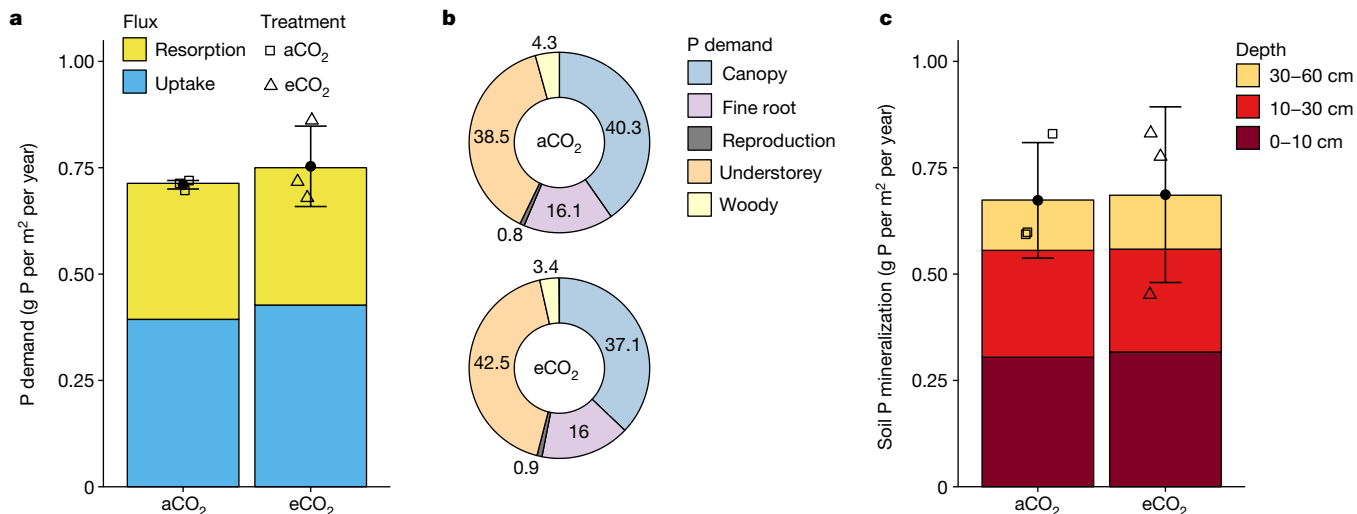 a
Flux
Treatment
Resorption
Uptake
aCO₂
eCO₂
P demand (g P per m² per year)
1.00
0.75
0.50
0.25
0
aCO₂
eCO₂
b
4.3
40.3
38.5
aCO₂
16.1
0.8
3.4
37.1
42.5
eCO₂
16
0.9
P demand
Canopy
Fine root
Reproduction
Understorey
Woody
c
Soil P mineralization (g P per m² per year)
1.00
0.75
0.50
0.25
0
aCO₂
eCO₂
Depth
30–60 cm
10–30 cm
0–10 cm